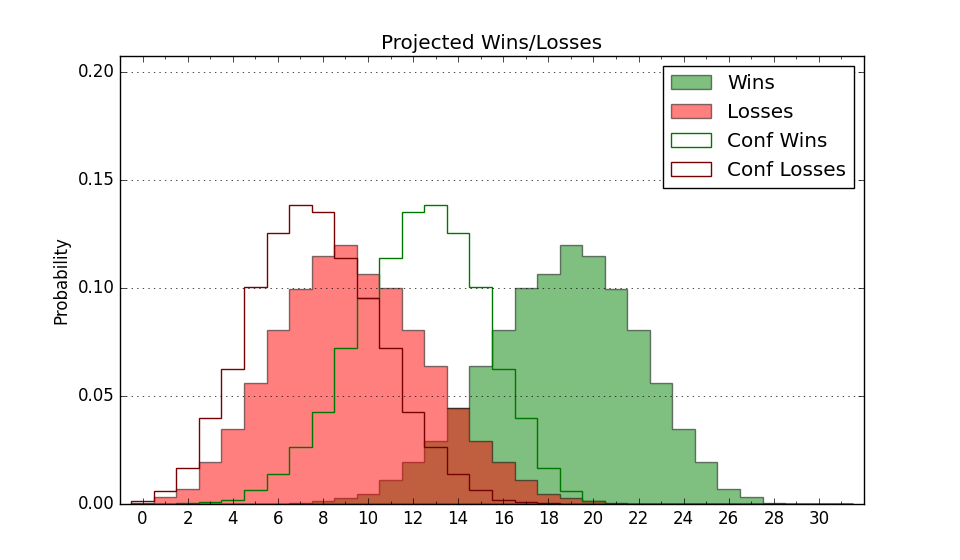 Projected Wins/Losses
0.20
0.15
0.10
0.05
0.00
Probability
Wins
Losses
Conf Wins
Conf Losses
0 2 4 6 8 10 12 14 16 18 20 22 24 26 28 30